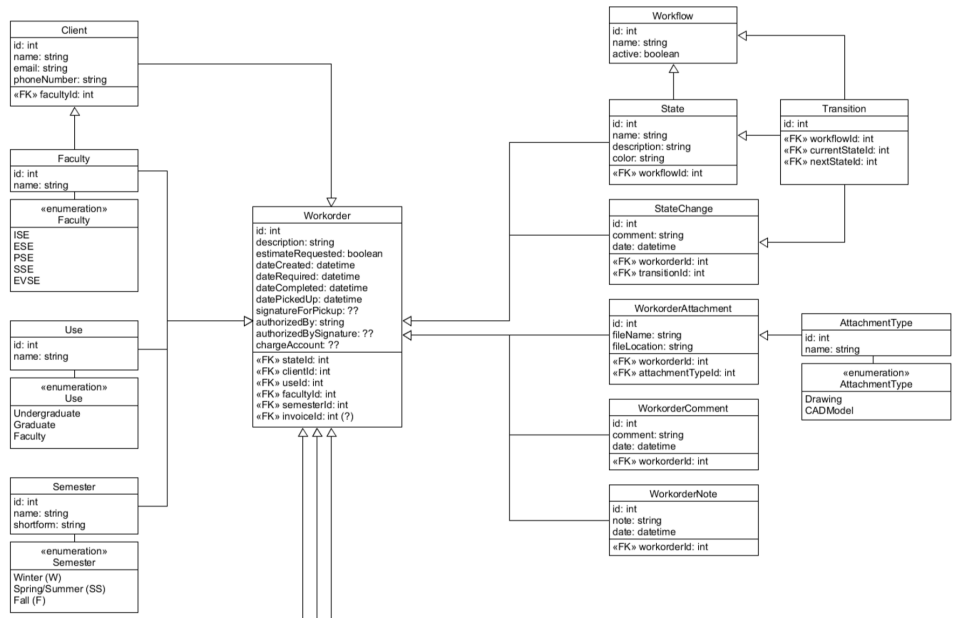 Client
id: int
name: string
email: string
phoneNumber: string
«FK» facultyId: int
Faculty
id: int
name: string
«enumeration»
Faculty
ISE
ESE
PSE
SSE
EVSE
Use
id: int
name: string
«enumeration»
Use
Undergraduate
Graduate
Faculty
Semester
id: int
name: string
shortform: string
«enumeration»
Semester
Winter (W)
Spring/Summer (SS)
Fall (F)
Workorder
id: int
description: string
estimateRequested: boolean
dateCreated: datetime
dateRequired: datetime
dateCompleted: datetime
datePickedUp: datetime
signatureForPickup: ??
authorizedBy: string
authorizedBySignature: ??
chargeAccount: ??
«FK» stateId: int
«FK» clientId: int
«FK» useId: int
«FK» facultyId: int
«FK» semesterId: int
«FK» invoiceId: int (?)
Workflow
id: int
name: string
active: boolean
State
id: int
name: string
description: string
color: string
«FK» workflowId: int
Transition
id: int
«FK» workflowId: int
«FK» currentStateId: int
«FK» nextStateId: int
StateChange
id: int
comment: string
date: datetime
«FK» workorderId: int
«FK» transitionId: int
WorkorderAttachment
id: int
fileName: string
fileLocation: string
«FK» workorderId: int
«FK» attachmentTypeId: int
AttachmentType
id: int
name: string
«enumeration»
AttachmentType
Drawing
CADModel
WorkorderComment
id: int
comment: string
date: datetime
«FK» workorderId: int
WorkorderNote
id: int
note: string
date: datetime
«FK» workorderId: int